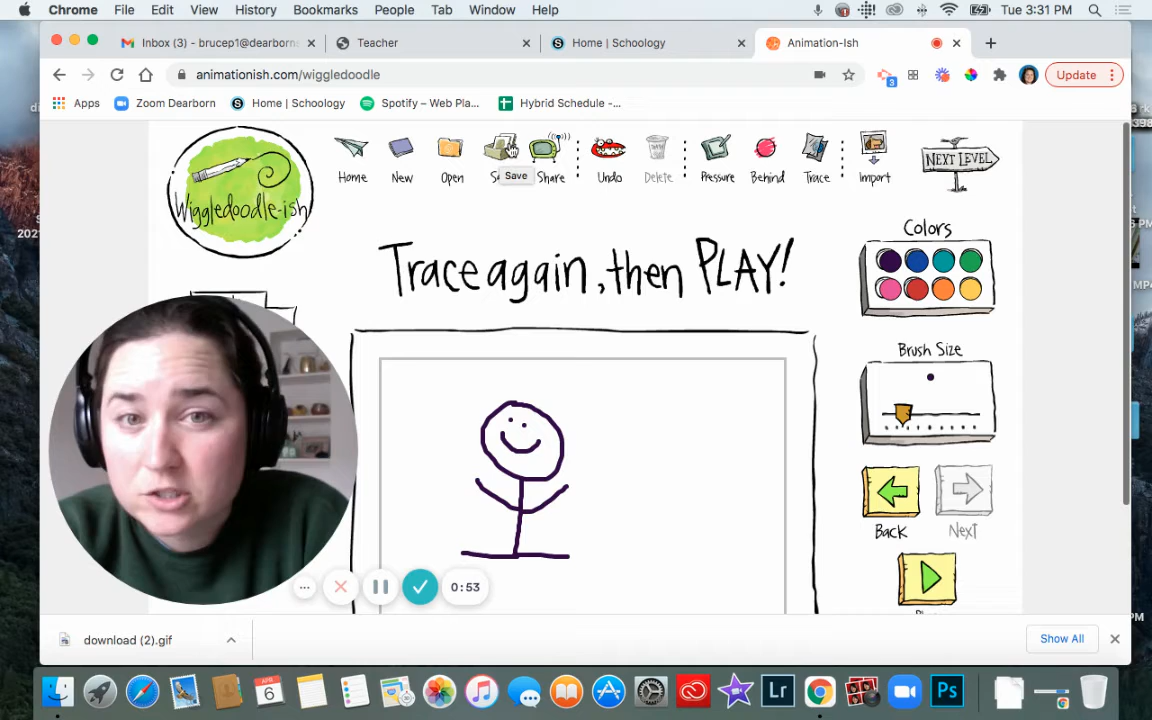 Chrome File Edit View History Bookmarks People Tab Window Help Tue 3:31 PM
Inbox (3) - brucep1@dearborns
Teacher
Home | Schoology
Animation-Ish
animationish.com/wiggledoodle
Update
Apps
Zoom Dearborn
Home | Schoology
Spotify – Web Pla...
Hybrid Schedule -...
Wiggledoodle-ish
Home
New
Open
Save
Share
Undo
Delete
Pressure
Behind
Trace
Import
NEXT LEVEL
Trace again, then PLAY!
Colors
Brush Size
Back
Next
0:53
download (2).gif
Show All
APR
6
Lr
Ps